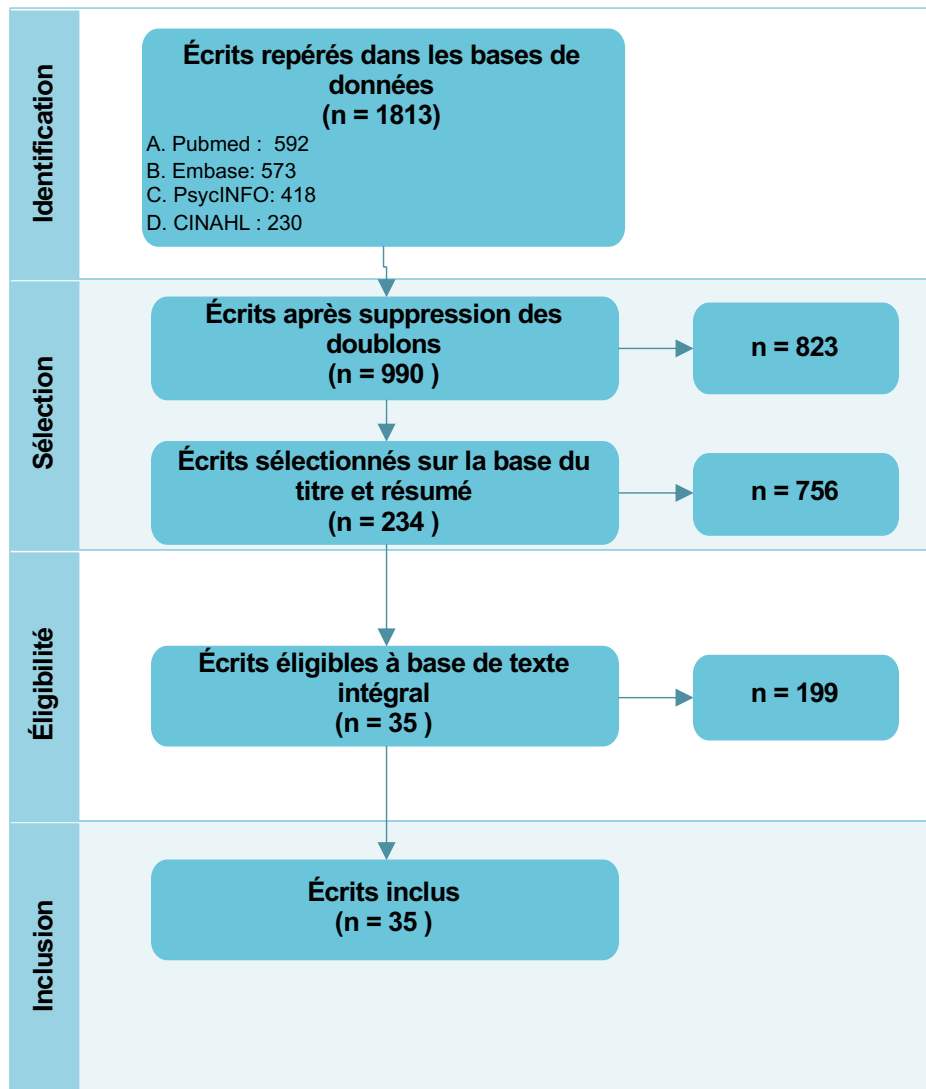 Identification
Écrits repérés dans les bases de
données
(n = 1813)
A. Pubmed :  592
B. Embase: 573
C. PsycINFO: 418
D. CINAHL : 230
Sélection
Écrits après suppression des
doublons
(n = 990 )
n = 823
Écrits sélectionnés sur la base du
titre et résumé
(n = 234 )
n = 756
Éligibilité
Écrits éligibles à base de texte
intégral
(n = 35 )
n = 199
Inclusion
Écrits inclus
(n = 35 )